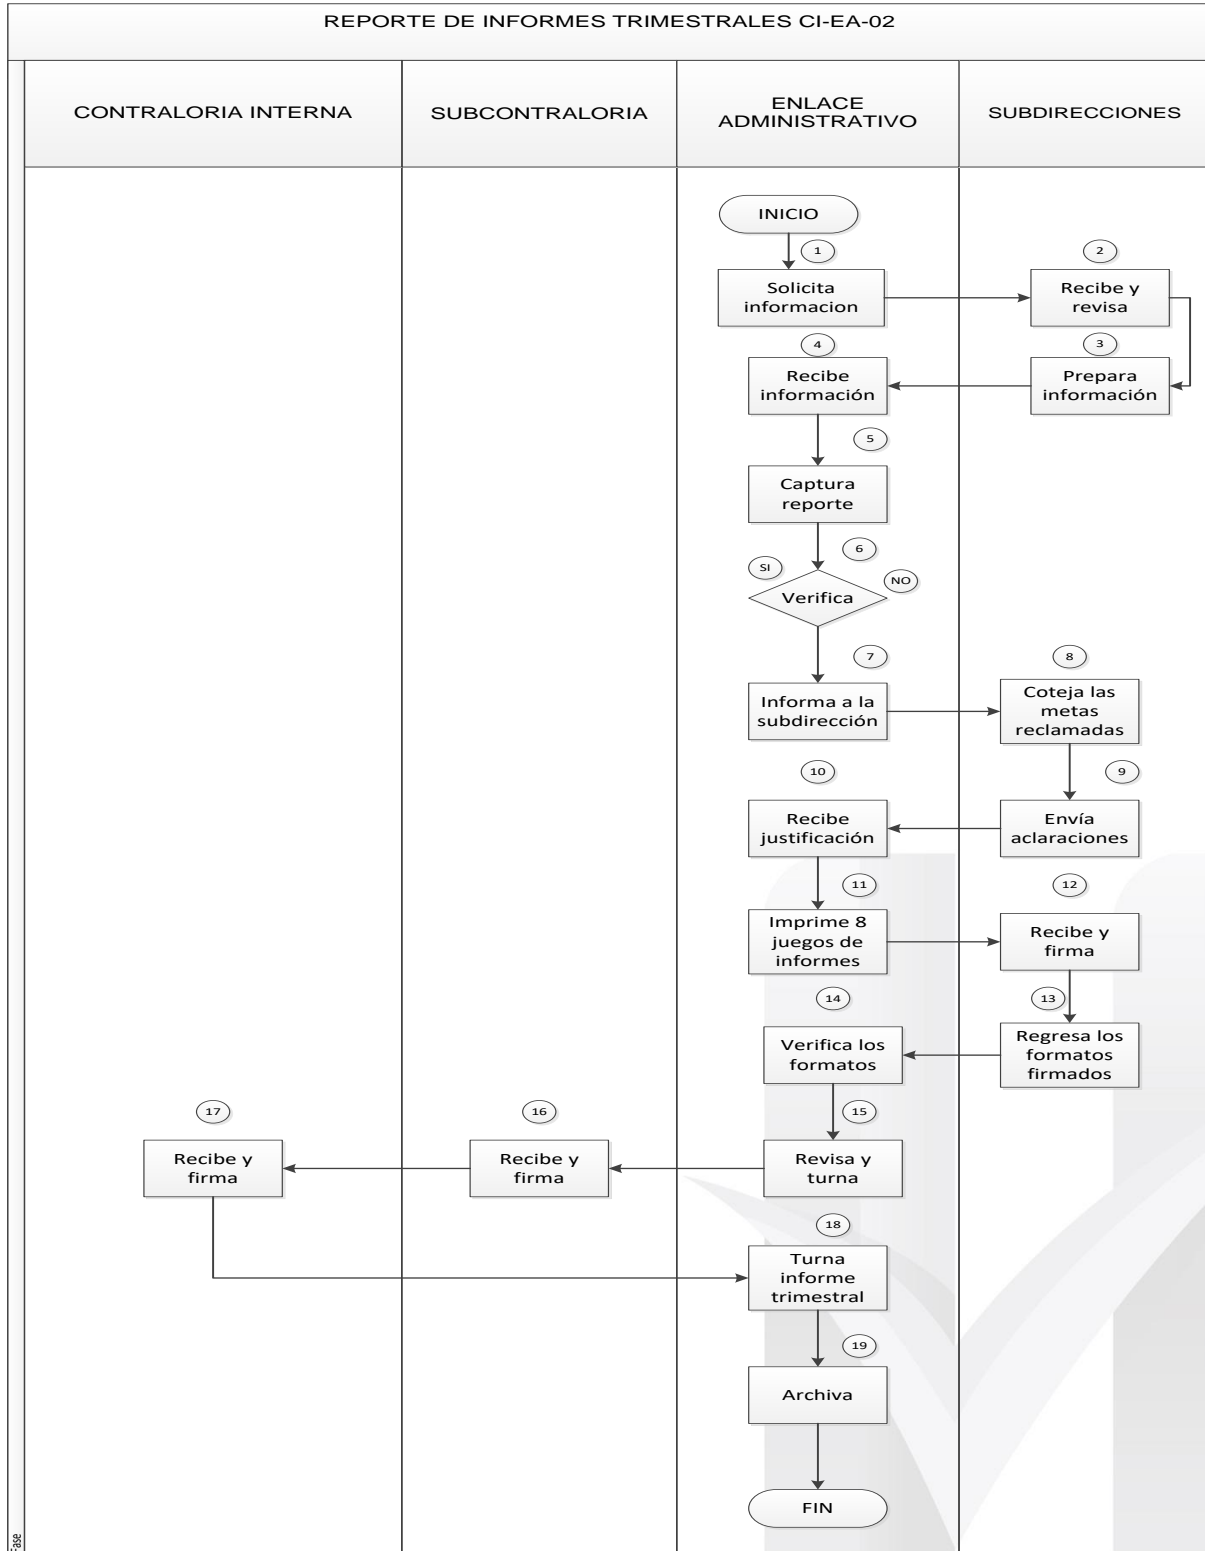 REPORTE DE INFORMES TRIMESTRALES CI-EA-02
CONTRALORIA INTERNA
SUBCONTRALORIA
ENLACE
ADMINISTRATIVO
SUBDIRECCIONES
INICIO
1
2
Solicita
informacion
Recibe y
revisa
4
3
Recibe
información
Prepara
información
5
Captura
reporte
6
SI
NO
Verifica
7
8
Informa a la
subdirección
Coteja las
metas
reclamadas
10
9
Recibe
justificación
Envía
aclaraciones
11
12
Imprime 8
juegos de
informes
Recibe y
firma
14
13
Verifica los
formatos
Regresa los
formatos
firmados
17
16
15
Recibe y
firma
Recibe y
firma
Revisa y
turna
18
Turna
informe
trimestral
19
Archiva
FIN
Fase